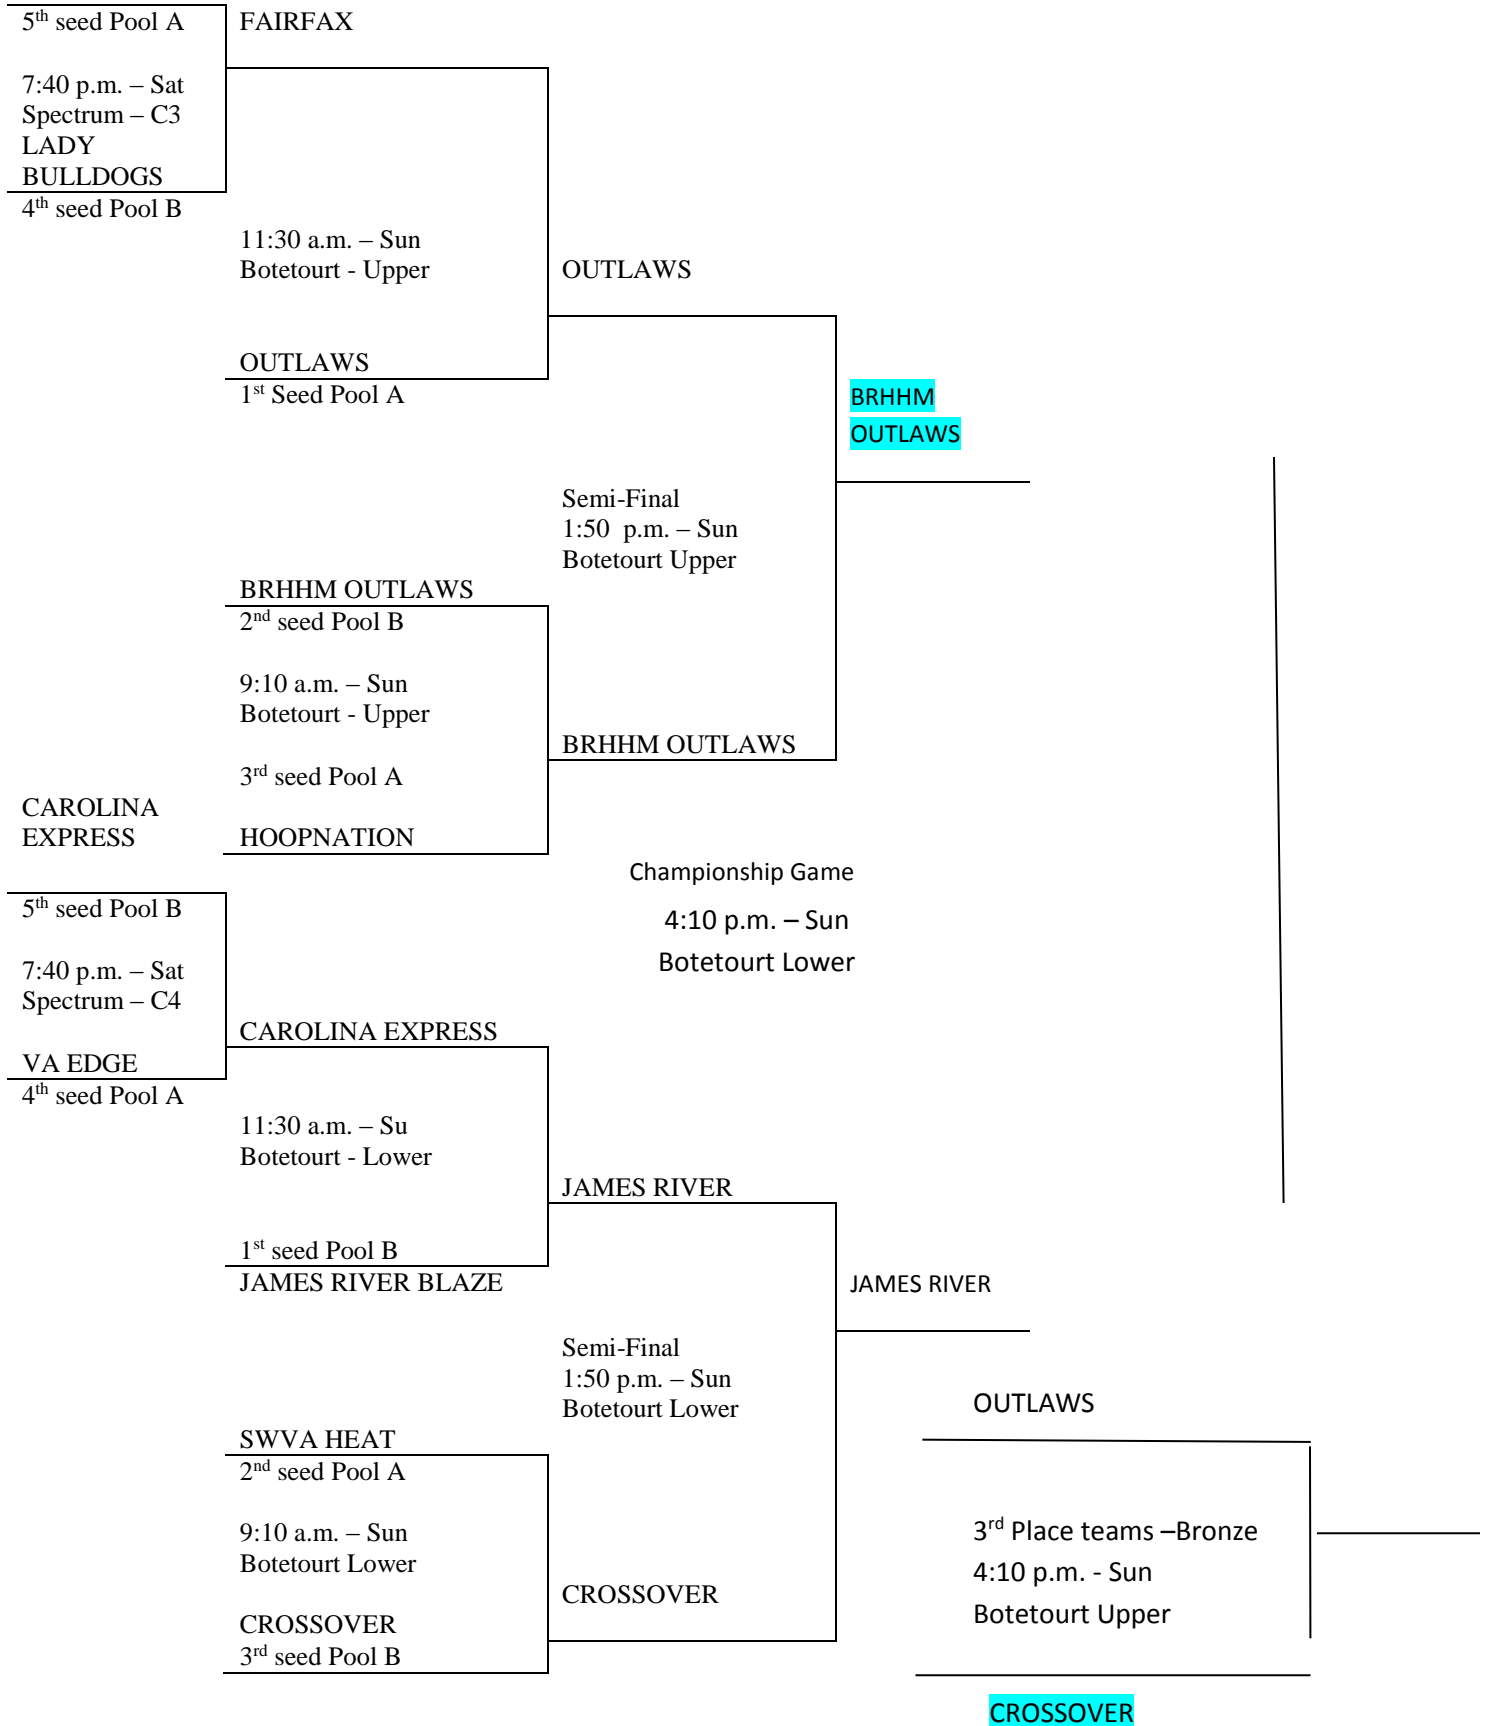 5th seed Pool A
FAIRFAX
7:40 p.m. – Sat
Spectrum – C3
LADY
BULLDOGS
4th seed Pool B
11:30 a.m. – Sun
Botetourt - Upper
OUTLAWS
OUTLAWS
1st Seed Pool A
BRHHM
OUTLAWS
Semi-Final
1:50  p.m. – Sun
Botetourt Upper
BRHHM OUTLAWS
2nd seed Pool B
9:10 a.m. – Sun
Botetourt - Upper
BRHHM OUTLAWS
3rd seed Pool A
CAROLINA
EXPRESS
HOOPNATION
Championship Game
4:10 p.m. – Sun
Botetourt Lower
5th seed Pool B
7:40 p.m. – Sat
Spectrum – C4
CAROLINA EXPRESS
VA EDGE
4th seed Pool A
11:30 a.m. – Su
Botetourt - Lower
JAMES RIVER
1st seed Pool B
JAMES RIVER BLAZE
JAMES RIVER
Semi-Final
1:50 p.m. – Sun
Botetourt Lower
OUTLAWS
SWVA HEAT
2nd seed Pool A
9:10 a.m. – Sun
Botetourt Lower
3rd Place teams –Bronze
4:10 p.m. - Sun
Botetourt Upper
CROSSOVER
CROSSOVER
3rd seed Pool B
CROSSOVER